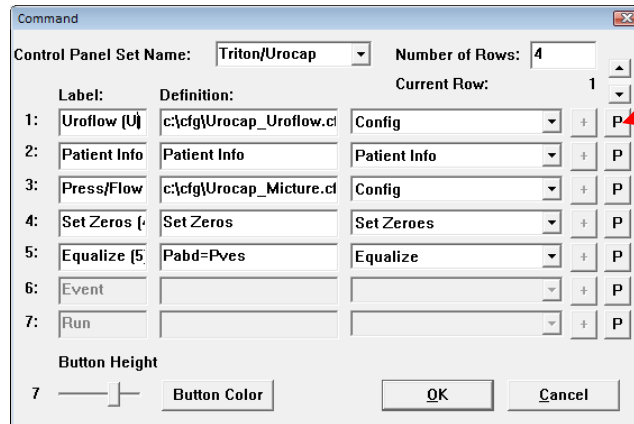 Command
Control Panel Set Name: Triton/Urocap Number of Rows: 4
Current Row: 1
Label: Definition:
1: Uroflow (U) c:\cfg\Urocap_Uroflow.cf Config + P
2: Patient Info Patient Info Patient Info + P
3: Press/Flow c:\cfg\Urocap_Micture.cf Config + P
4: Set Zeros (4 Set Zeros Set Zeroes + P
5: Equalize (5) Pabd=Pves Equalize + P
6: Event + P
7: Run + P
Button Height
7 Button Color OK Cancel